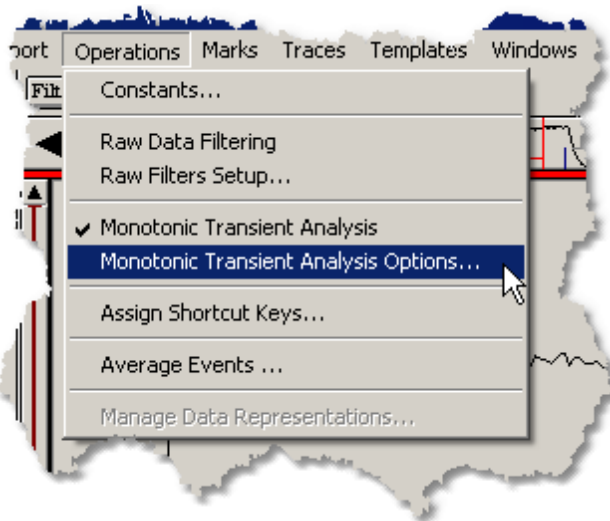 port Operations Marks Traces Templates Windows
Filt
Constants...
Raw Data Filtering
Raw Filters Setup...
Monotonic Transient Analysis
Monotonic Transient Analysis Options...
Assign Shortcut Keys...
Average Events ...
Manage Data Representations...